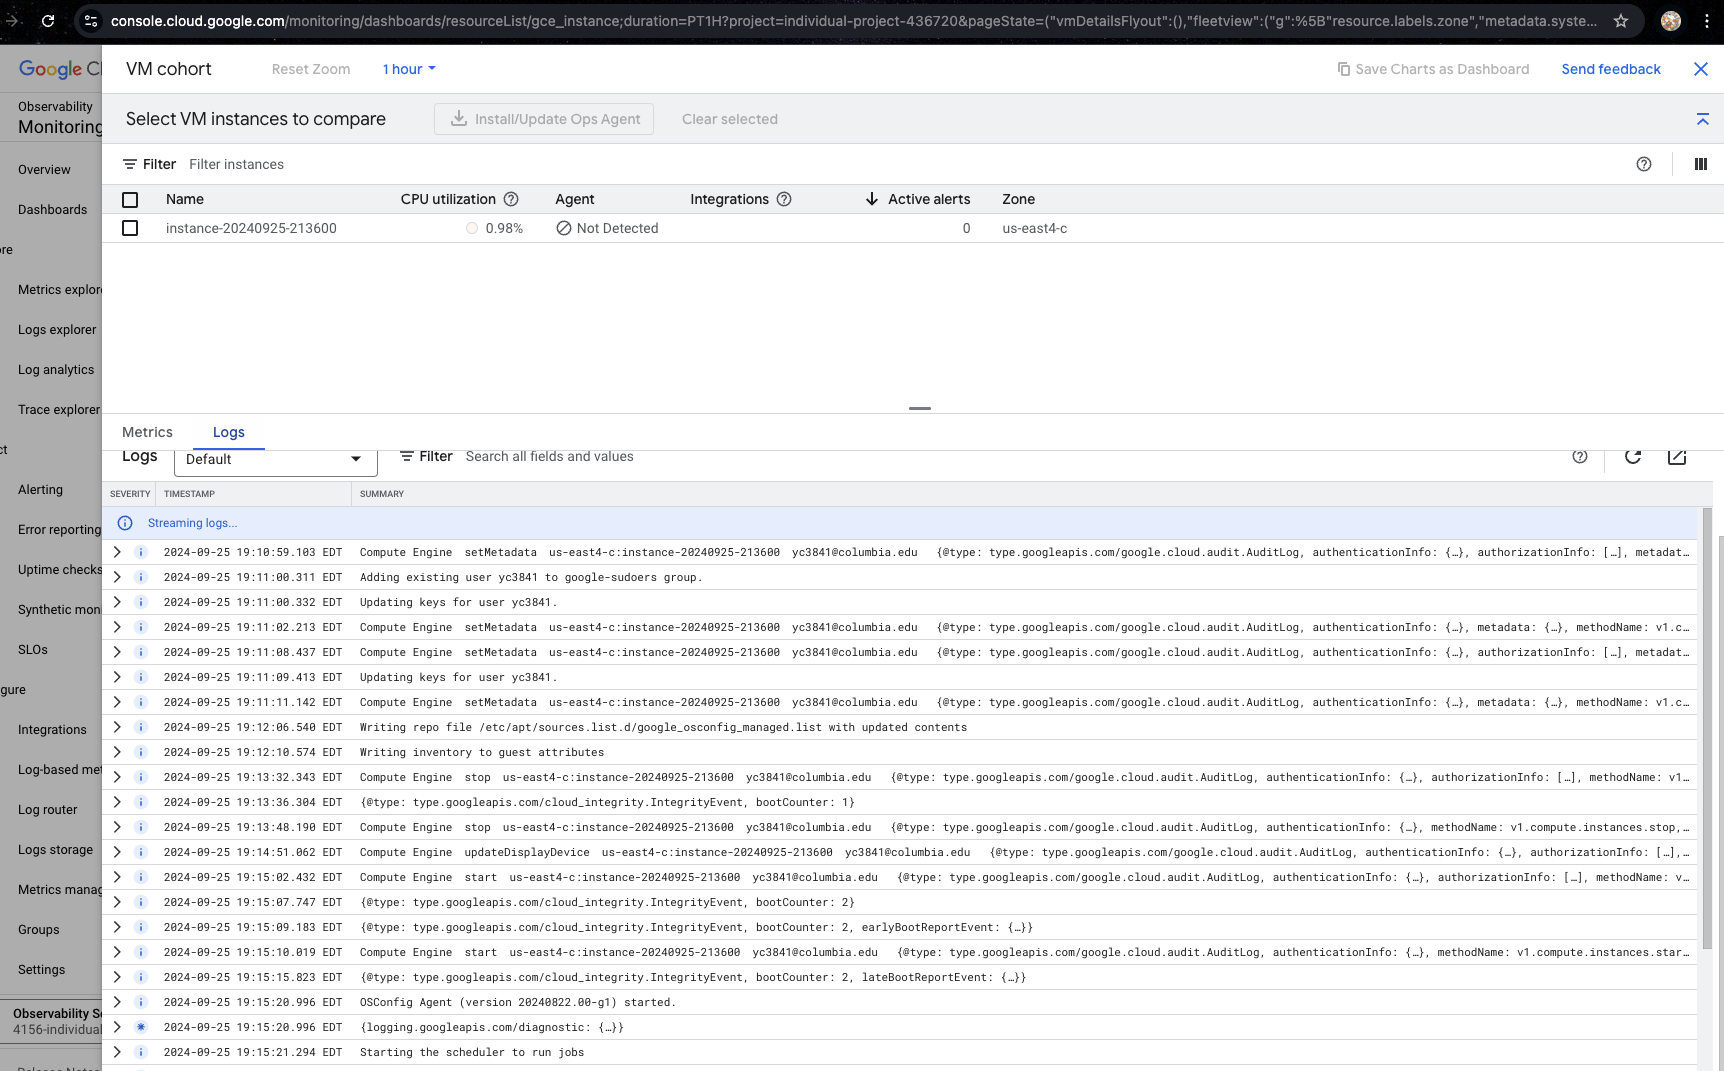 console.cloud.google.com/monitoring/dashboards/resourceList/gce_instance;duration=PT1H?project=individual-project-436720&pageState=("vmDetailsFlyout":(),"fleetview":("g":%5B"resource.labels.zone","metadata.syste...
Google Cl
VM cohort
Reset Zoom
1 hour
Save Charts as Dashboard
Send feedback
Observability
Monitoring
Select VM instances to compare
Install/Update Ops Agent
Clear selected
Filter Filter instances
Overview
Dashboards
ore
Metrics explor
Logs explorer
Log analytics
Trace explorer
ct
Alerting
Error reporting
Uptime checks
Synthetic mon
SLOs
gure
Integrations
Log-based met
Log router
Logs storage
Metrics manag
Groups
Settings
Observability Sc
4156-individual
Release Notes
Name CPU utilization Agent Integrations Active alerts Zone
instance-20240925-213600 0.98% Not Detected 0 us-east4-c
Metrics Logs
Logs Default Filter Search all fields and values
SEVERITY TIMESTAMP SUMMARY
Streaming logs...
2024-09-25 19:10:59.103 EDT Compute Engine setMetadata us-east4-c:instance-20240925-213600 yc3841@columbia.edu {@type: type.googleapis.com/google.cloud.audit.AuditLog, authenticationInfo: {…}, authorizationInfo: […], metadat…
2024-09-25 19:11:00.311 EDT Adding existing user yc3841 to google-sudoers group.
2024-09-25 19:11:00.332 EDT Updating keys for user yc3841.
2024-09-25 19:11:02.213 EDT Compute Engine setMetadata us-east4-c:instance-20240925-213600 yc3841@columbia.edu {@type: type.googleapis.com/google.cloud.audit.AuditLog, authenticationInfo: {…}, metadata: {…}, methodName: v1.c…
2024-09-25 19:11:08.437 EDT Compute Engine setMetadata us-east4-c:instance-20240925-213600 yc3841@columbia.edu {@type: type.googleapis.com/google.cloud.audit.AuditLog, authenticationInfo: {…}, authorizationInfo: […], metadat…
2024-09-25 19:11:09.413 EDT Updating keys for user yc3841.
2024-09-25 19:11:11.142 EDT Compute Engine setMetadata us-east4-c:instance-20240925-213600 yc3841@columbia.edu {@type: type.googleapis.com/google.cloud.audit.AuditLog, authenticationInfo: {…}, metadata: {…}, methodName: v1.c…
2024-09-25 19:12:06.540 EDT Writing repo file /etc/apt/sources.list.d/google_osconfig_managed.list with updated contents
2024-09-25 19:12:10.574 EDT Writing inventory to guest attributes
2024-09-25 19:13:32.343 EDT Compute Engine stop us-east4-c:instance-20240925-213600 yc3841@columbia.edu {@type: type.googleapis.com/google.cloud.audit.AuditLog, authenticationInfo: {…}, authorizationInfo: […], methodName: v1…
2024-09-25 19:13:36.304 EDT {@type: type.googleapis.com/cloud_integrity.IntegrityEvent, bootCounter: 1}
2024-09-25 19:13:48.190 EDT Compute Engine stop us-east4-c:instance-20240925-213600 yc3841@columbia.edu {@type: type.googleapis.com/google.cloud.audit.AuditLog, authenticationInfo: {…}, methodName: v1.compute.instances.stop,…
2024-09-25 19:14:51.062 EDT Compute Engine updateDisplayDevice us-east4-c:instance-20240925-213600 yc3841@columbia.edu {@type: type.googleapis.com/google.cloud.audit.AuditLog, authenticationInfo: {…}, authorizationInfo: […],…
2024-09-25 19:15:02.432 EDT Compute Engine start us-east4-c:instance-20240925-213600 yc3841@columbia.edu {@type: type.googleapis.com/google.cloud.audit.AuditLog, authenticationInfo: {…}, authorizationInfo: […], methodName: v…
2024-09-25 19:15:07.747 EDT {@type: type.googleapis.com/cloud_integrity.IntegrityEvent, bootCounter: 2}
2024-09-25 19:15:09.183 EDT {@type: type.googleapis.com/cloud_integrity.IntegrityEvent, bootCounter: 2, earlyBootReportEvent: {…}}
2024-09-25 19:15:10.019 EDT Compute Engine start us-east4-c:instance-20240925-213600 yc3841@columbia.edu {@type: type.googleapis.com/google.cloud.audit.AuditLog, authenticationInfo: {…}, methodName: v1.compute.instances.star…
2024-09-25 19:15:15.823 EDT {@type: type.googleapis.com/cloud_integrity.IntegrityEvent, bootCounter: 2, lateBootReportEvent: {…}}
2024-09-25 19:15:20.996 EDT OSConfig Agent (version 20240822.00-g1) started.
2024-09-25 19:15:20.996 EDT {logging.googleapis.com/diagnostic: {…}}
2024-09-25 19:15:21.294 EDT Starting the scheduler to run jobs